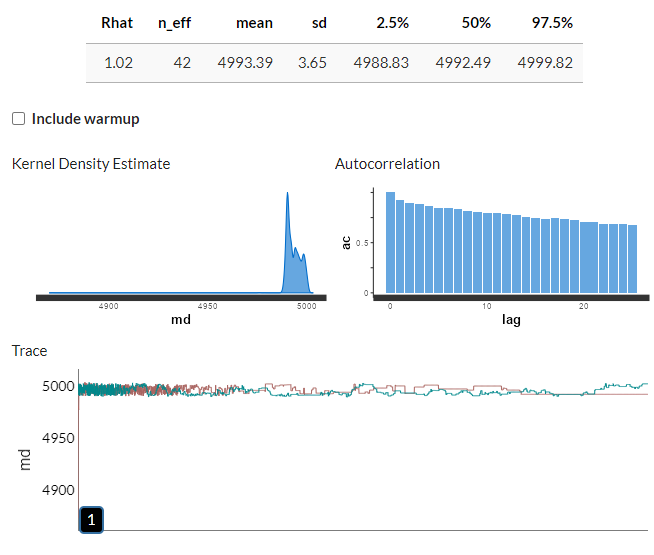 Rhat n_eff mean sd 2.5% 50% 97.5%
1.02 42 4993.39 3.65 4988.83 4992.49 4999.82
Include warmup
Kernel Density Estimate
Autocorrelation
ac
0.5
0
4900 4950 5000
0 10 20
md
lag
Trace
5000
4950
4900
md
1